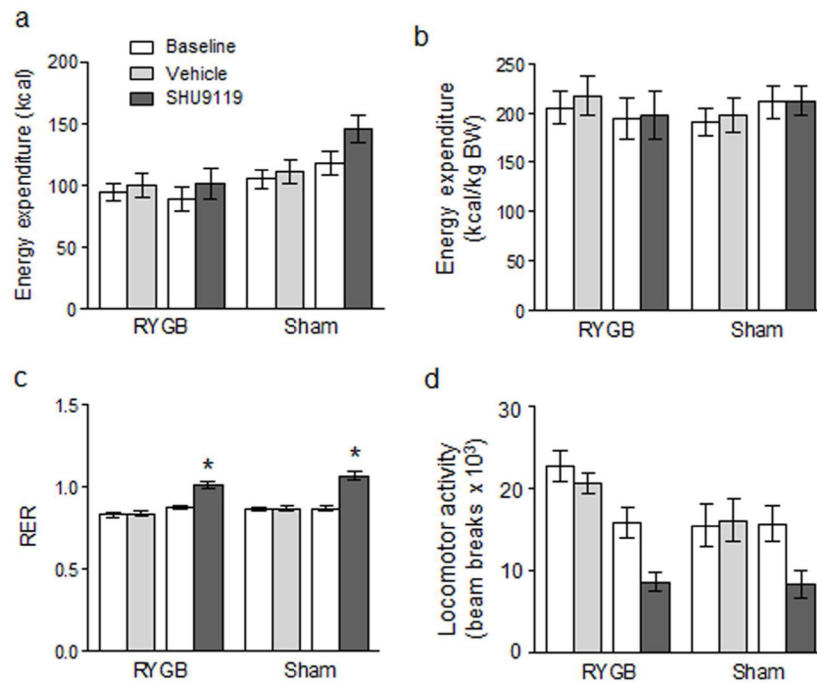 a
Baseline
Vehicle
SHU9119
Energy expenditure (kcal)
200
150
100
50
0
RYGB
Sham
b
Energy expenditure
(kcal/kg BW)
250
200
150
100
50
0
RYGB
Sham
c
RER
1.5
1.0
0.5
0.0
*
*
RYGB
Sham
d
Locomotor activity
(beam breaks x 10³)
30
20
10
0
RYGB
Sham